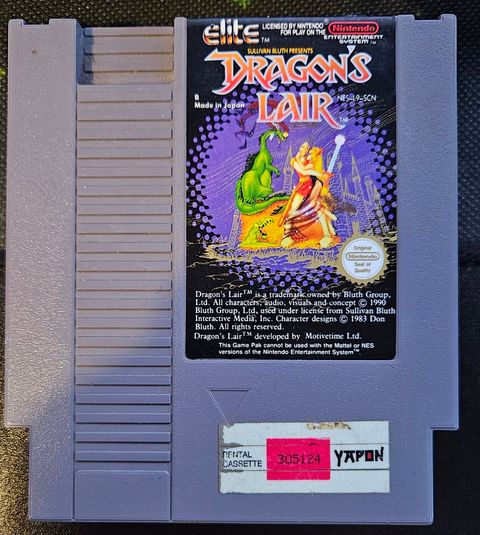 elite TM
LICENSED BY NINTENDO
FOR PLAY ON THE
Nintendo
ENTERTAINMENT
SYSTEM TM
SULLIVAN BLUTH PRESENTS
DRAGON'S
LAIR TM
B
Made in Japan
NES-L9-SCN
Original
Nintendo
Seal of
Quality
Dragon's Lair™ is a trademark owned by Bluth Group,
Ltd. All characters, audio, visuals and concept © 1990
Bluth Group, Ltd, used under license from Sullivan Bluth
Interactive Media, Inc. Character designs © 1983 Don
Bluth. All rights reserved.
Dragon's Lair™ developed by Motivetime Ltd.
This Game Pak cannot be used with the Mattel or NES
versions of the Nintendo Entertainment System™.
RENTAL
CASSETTE
305124
YAPON